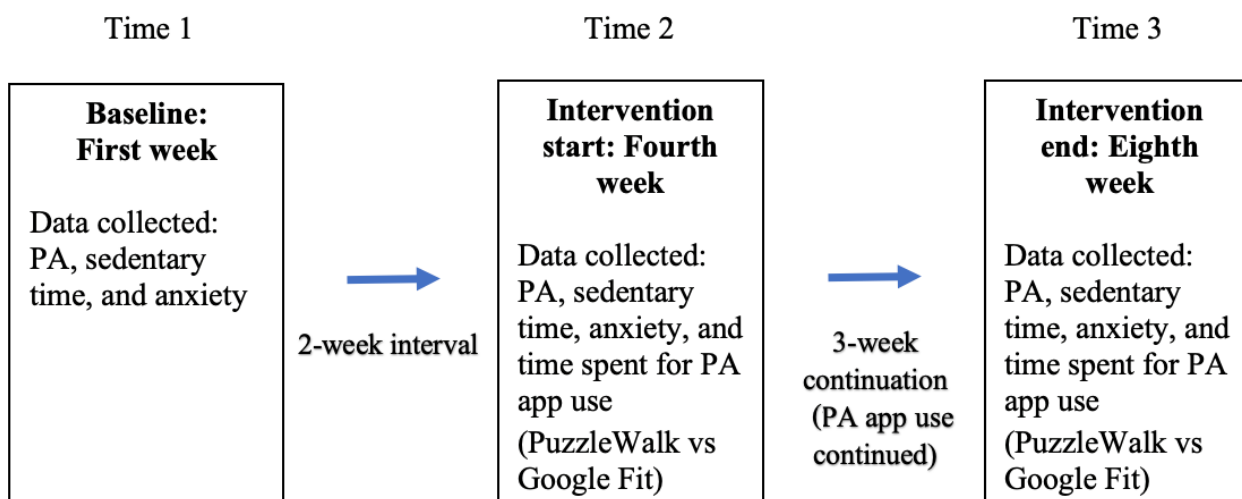 Time 1
Baseline:
First week
Data collected:
PA, sedentary
time, and anxiety
2-week interval
Time 2
Intervention
start: Fourth
week
Data collected:
PA, sedentary
time, anxiety, and
time spent for PA
app use
(PuzzleWalk vs
Google Fit)
3-week
continuation
(PA app use
continued)
Time 3
Intervention
end: Eighth
week
Data collected:
PA, sedentary
time, anxiety, and
time spent for PA
app use
(PuzzleWalk vs
Google Fit)